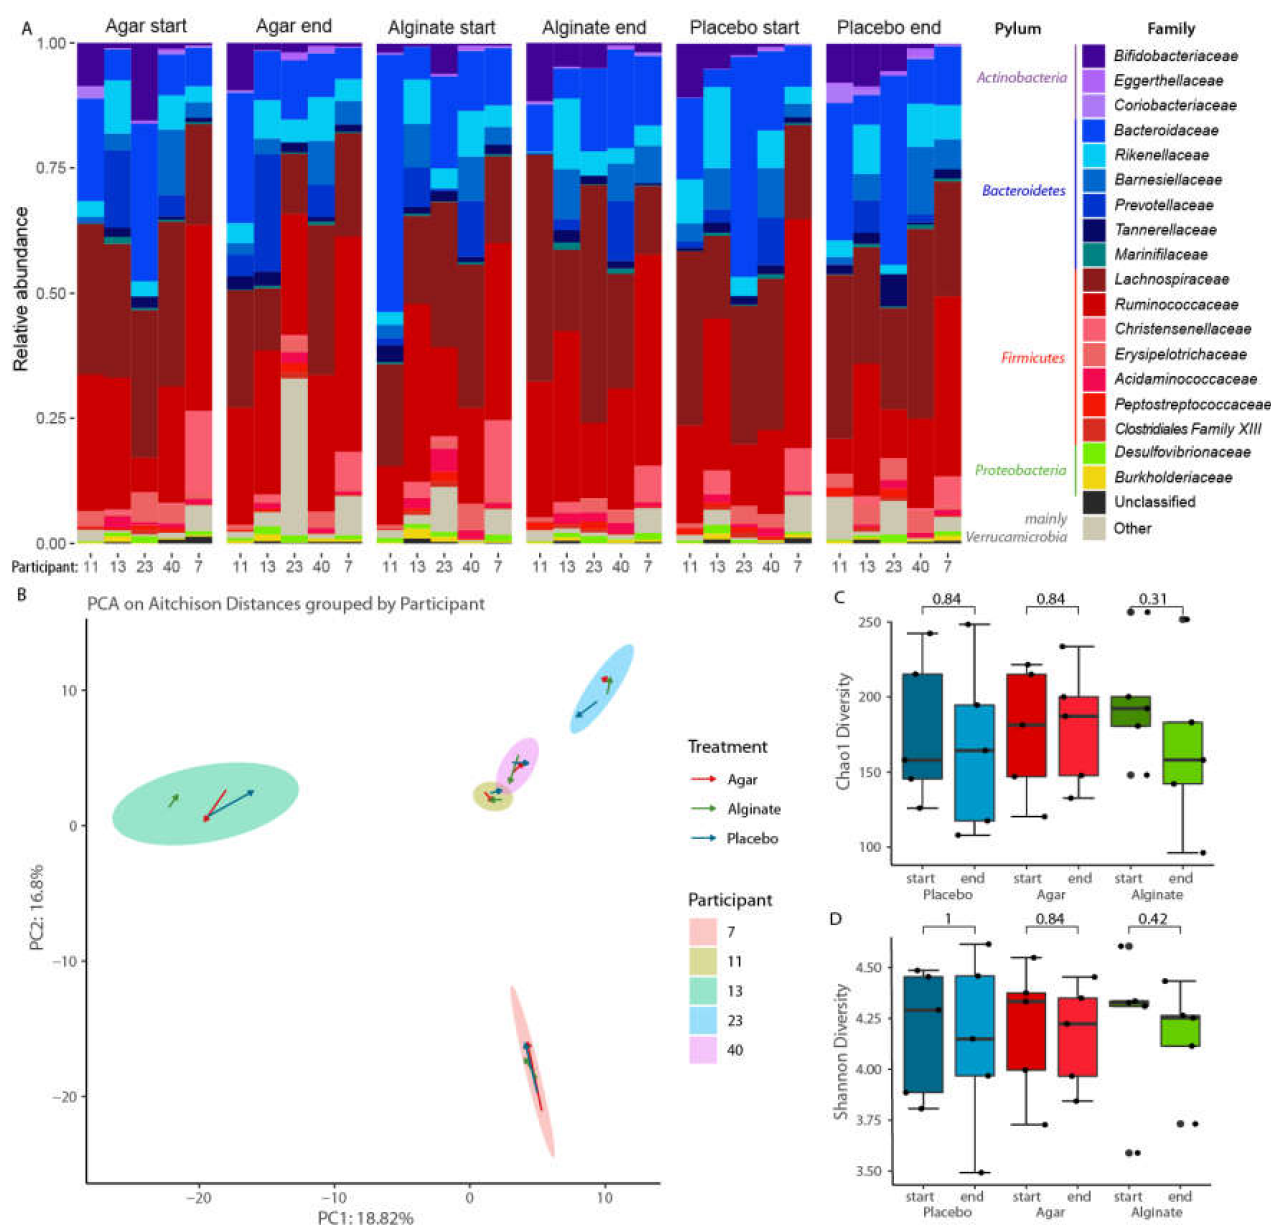 A
Agar start
Agar end
Alginate start
Alginate end
Placebo start
Placebo end
Pylum
Family
Relative abundance
1.00
0.75
0.50
0.25
0.00
Actinobacteria
Bacteroidetes
Firmicutes
Proteobacteria
mainly
Verrucamicrobia
Bifidobacteriaceae
Eggerthellaceae
Coriobacteriaceae
Bacteroidaceae
Rikenellaceae
Barnesiellaceae
Prevotellaceae
Tannerellaceae
Marinifilaceae
Lachnospiraceae
Ruminococcaceae
Christensenellaceae
Erysipelotrichaceae
Acidaminococcaceae
Peptostreptococcaceae
Clostridiales Family XIII
Desulfovibrionaceae
Burkholderiaceae
Unclassified
Other
Participant: 11 13 23 40 7 11 13 23 40 7 11 13 23 40 7 11 13 23 40 7 11 13 23 40 7 11 13 23 40 7
B
PCA on Aitchison Distances grouped by Participant
PC2: 16.8%
10
0
−10
−20
−20 0 10
PC1: 18.82%
Treatment
Agar
Alginate
Placebo
Participant
7
11
13
23
40
C
0.84 0.84 0.31
Chao1 Diversity
250
200
150
100
start end start end start end
Placebo Agar Alginate
D
1 0.84 0.42
Shannon Diversity
4.50
4.25
4.00
3.75
3.50
start end start end start end
Placebo Agar Alginate